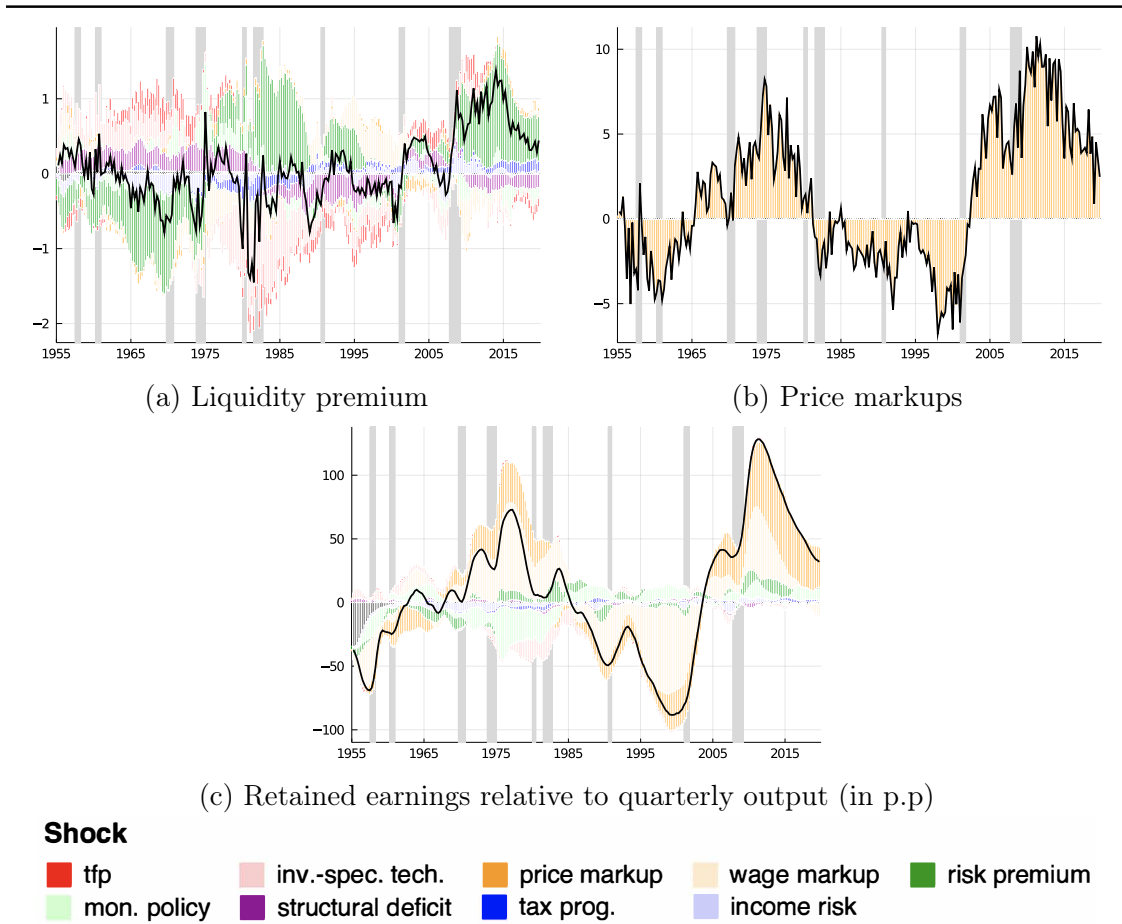 1
0
−1
−2
1955 1965 1975 1985 1995 2005 2015
10
5
0
−5
1955 1965 1975 1985 1995 2005 2015
(a) Liquidity premium
(b) Price markups
100
50
0
−50
−100
1955 1965 1975 1985 1995 2005 2015
(c) Retained earnings relative to quarterly output (in p.p)
Shock
tfp inv.-spec. tech. price markup wage markup risk premium
mon. policy structural deficit tax prog. income risk